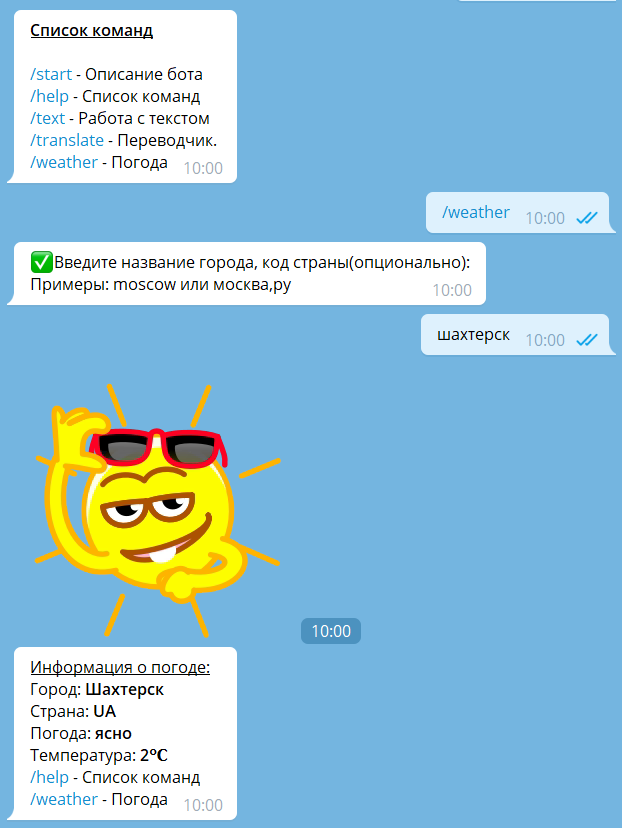 Список команд
/start - Описание бота
/help - Список команд
/text - Работа с текстом
/translate - Переводчик.
/weather - Погода 10:00
/weather 10:00
✅Введите название города, код страны(опционально):
Примеры: moscow или москва,ру 10:00
шахтерск 10:00
10:00
Информация о погоде:
Город: Шахтерск
Страна: UA
Погода: ясно
Температура: 2°C
/help - Список команд
/weather - Погода 10:00